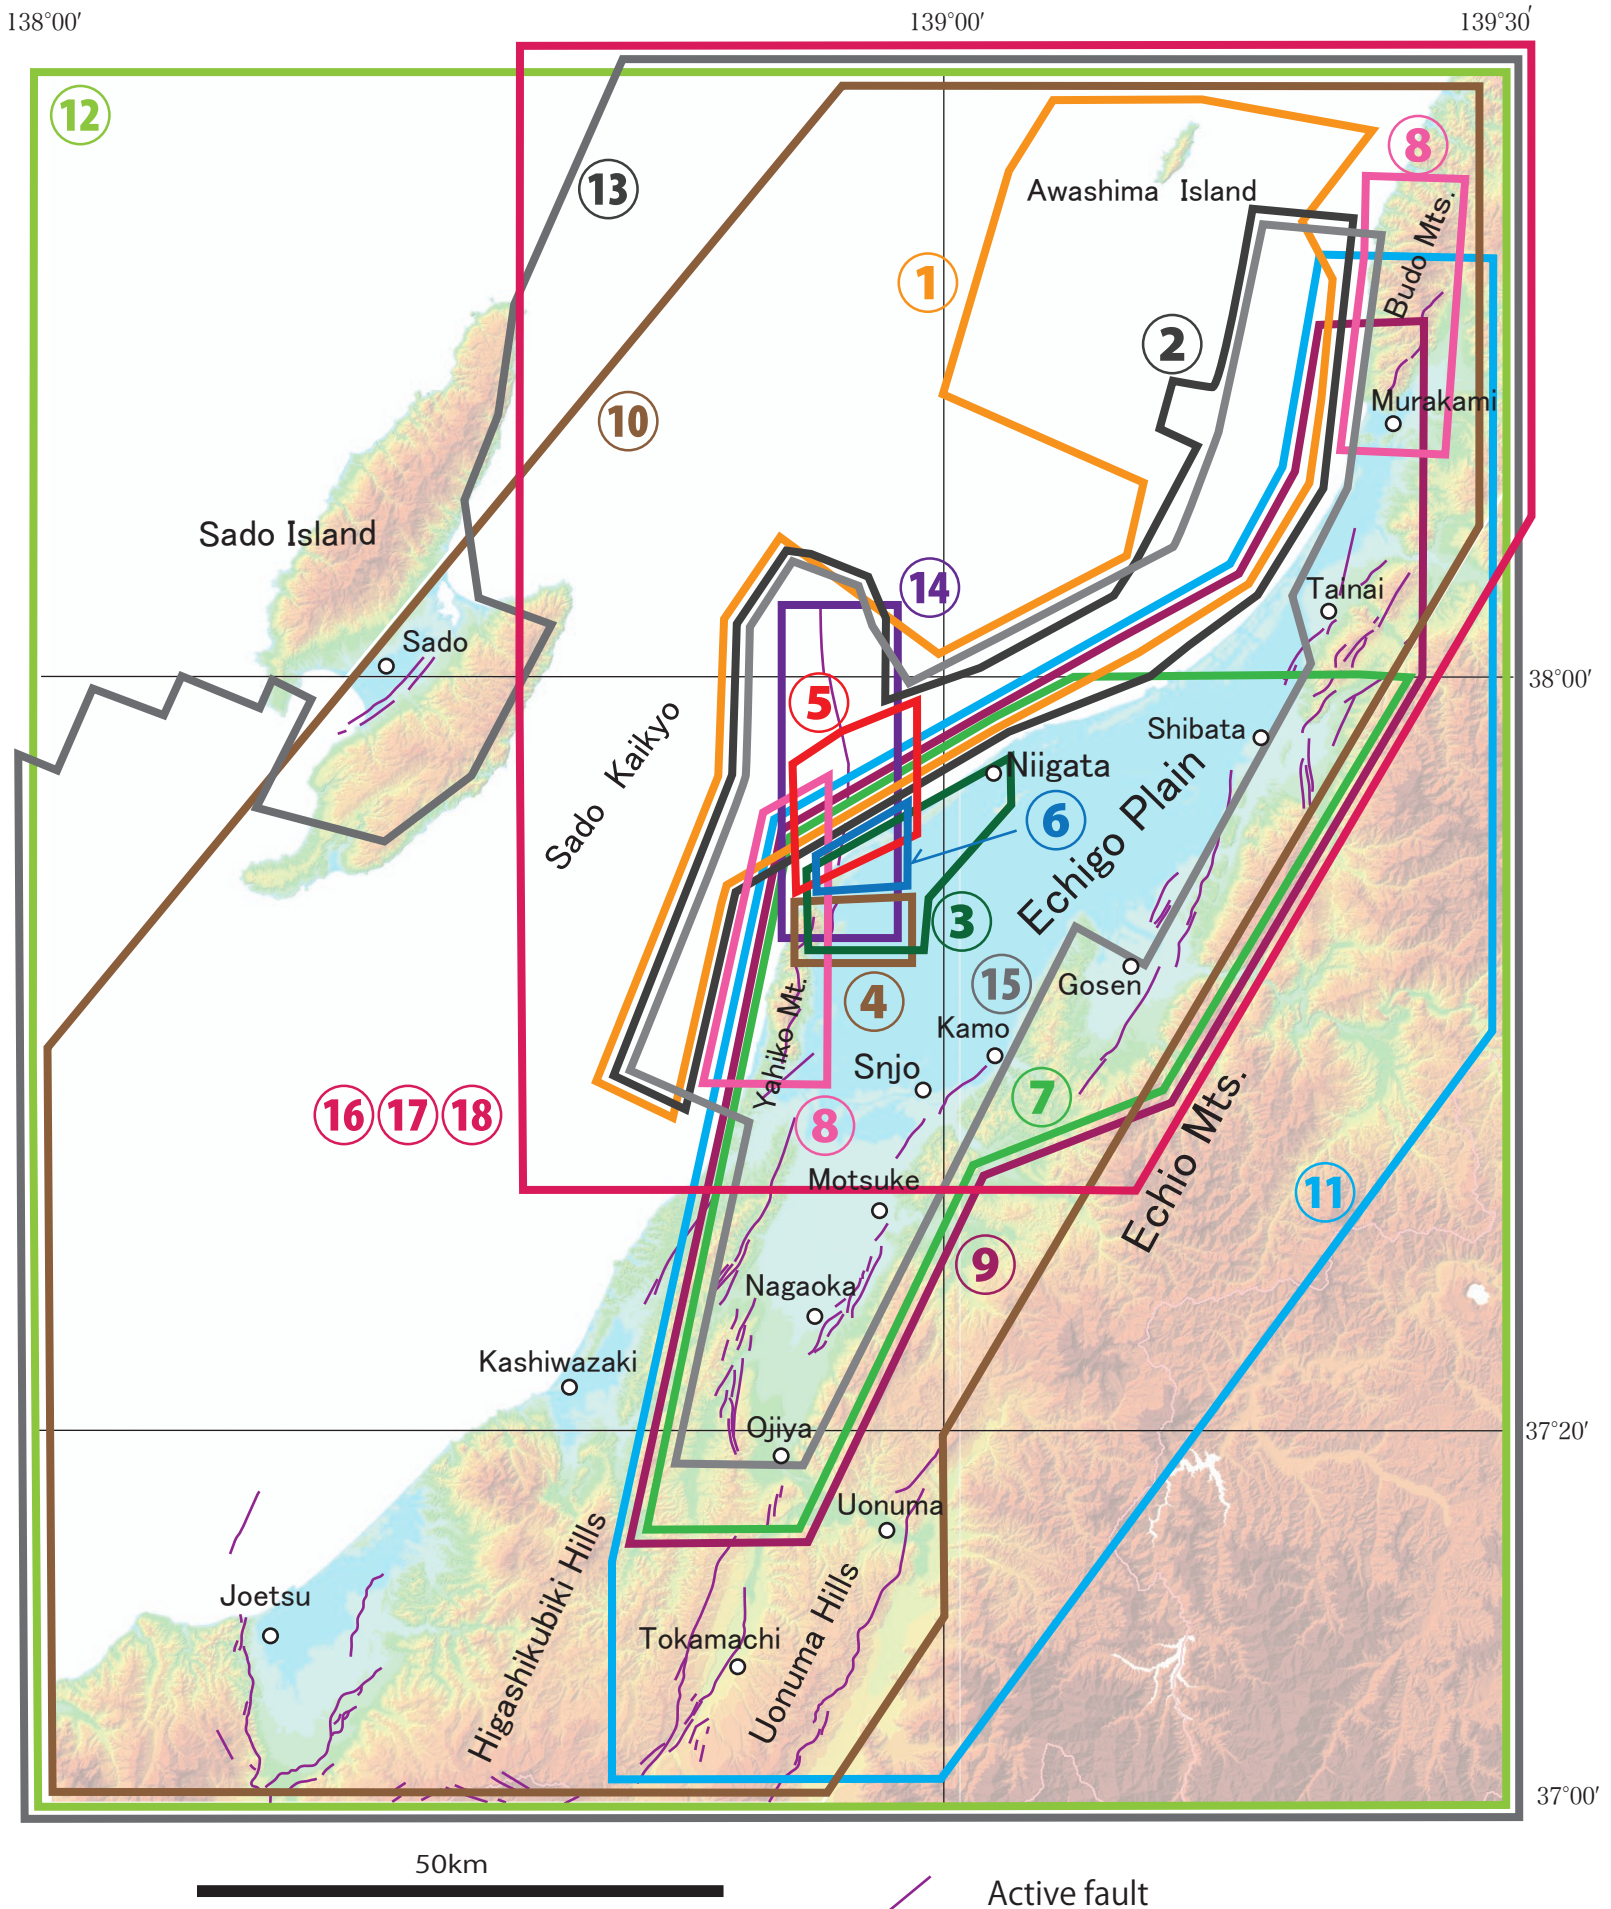 138°00′
139°00′
139°30′
12
8
13
Awashima Island
Budo Mts.
1
2
10
Murakami
Sado Island
14
Tainai
Sado
38°00′
5
Shibata
Sado Kaikyo
Niigata
6
Echigo Plain
3
4
15
Gosen
Yahiko Mt.
Kamo
Snjo
7
16 17 18
8
Echio Mts.
Motsuke
11
9
Nagaoka
Kashiwazaki
Ojiya
37°20′
Uonuma
Higashikubiki Hills
Joetsu
Tokamachi
Uonuma Hills
37°00′
50km
Active fault